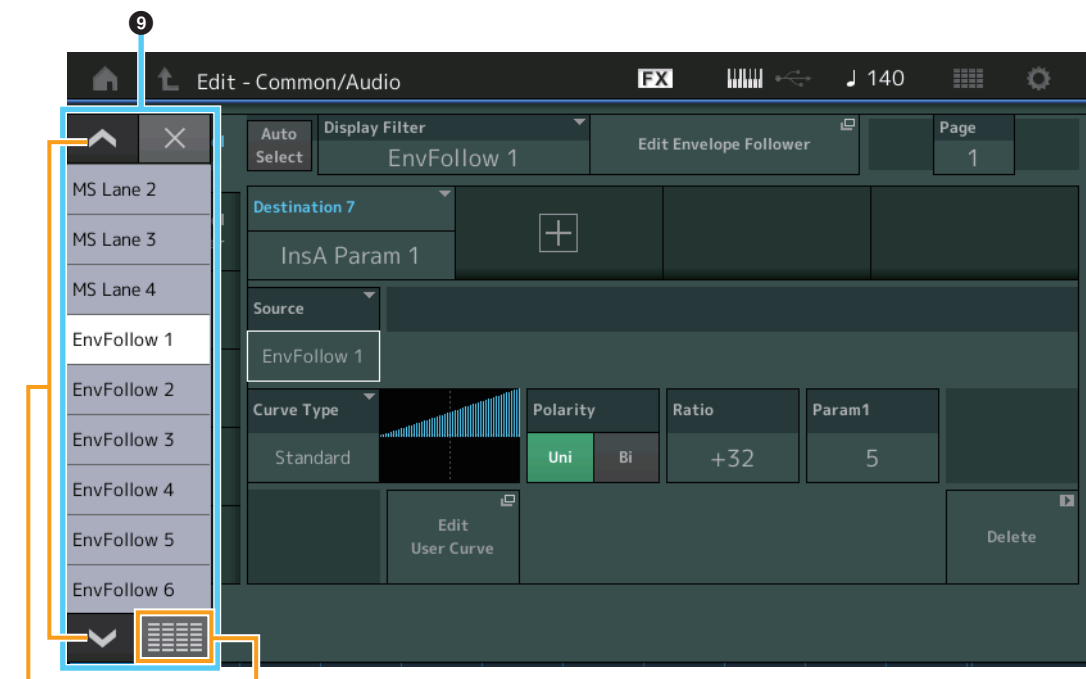 9
Edit - Common/Audio
FX
140
Auto
Select
Display Filter
EnvFollow 1
Edit Envelope Follower
Page
1
MS Lane 2
MS Lane 3
MS Lane 4
EnvFollow 1
EnvFollow 2
EnvFollow 3
EnvFollow 4
EnvFollow 5
EnvFollow 6
Destination 7
InsA Param 1
Source
EnvFollow 1
Curve Type
Standard
Polarity
Uni
Bi
Ratio
+32
Param1
5
Edit
User Curve
Delete